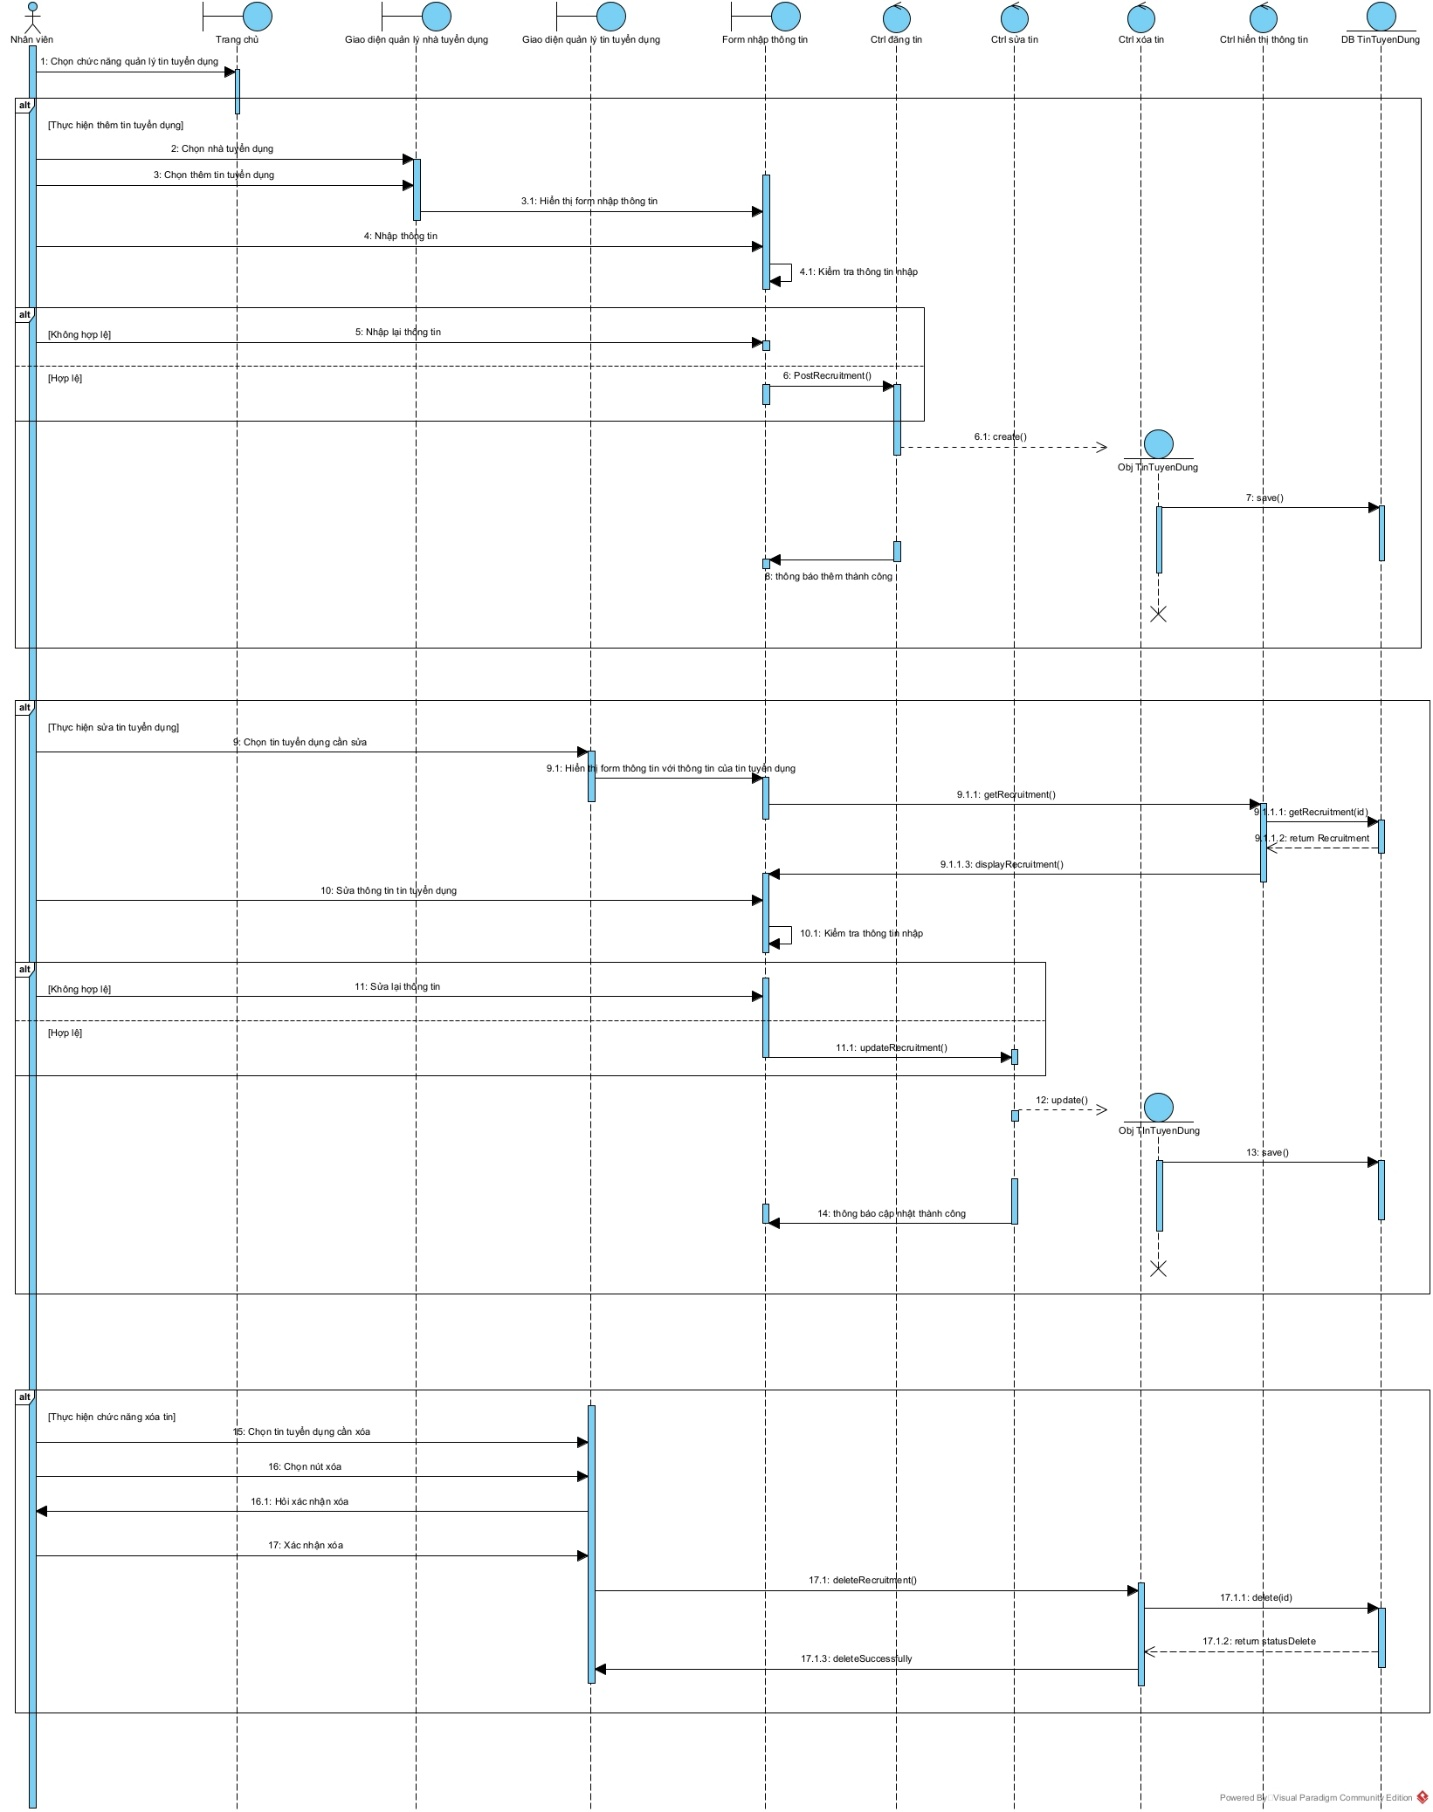 Nhân viên
Trang chủ
Giao diện quản lý nhà tuyển dụng
Giao diện quản lý tin tuyển dụng
Form nhập thông tin
Ctrl đăng tin
Ctrl sửa tin
Ctrl xóa tin
Ctrl hiển thị thông tin
DB TinTuyenDung
1: Chọn chức năng quản lý tin tuyển dụng
alt
[Thực hiện thêm tin tuyển dụng]
2: Chọn nhà tuyển dụng
3: Chọn thêm tin tuyển dụng
3.1: Hiển thị form nhập thông tin
4: Nhập thông tin
4.1: Kiểm tra thông tin nhập
alt
[Không hợp lệ]
5: Nhập lại thông tin
[Hợp lệ]
6: PostRecruitment()
6.1: create()
Obj TinTuyenDung
7: save()
8: thông báo thêm thành công
alt
[Thực hiện sửa tin tuyển dụng]
9: Chọn tin tuyển dụng cần sửa
9.1: Hiển thị form thông tin với thông tin của tin tuyển dụng
9.1.1: getRecruitment()
9.1.1.1: getRecruitment(id)
9.1.1.2: return Recruitment
9.1.1.3: displayRecruitment()
10: Sửa thông tin tin tuyển dụng
10.1: Kiểm tra thông tin nhập
alt
[Không hợp lệ]
11: Sửa lại thông tin
[Hợp lệ]
11.1: updateRecruitment()
12: update()
Obj TInTuyenDung
13: save()
14: thông báo cập nhật thành công
alt
[Thực hiện chức năng xóa tin]
15: Chọn tin tuyển dụng cần xóa
16: Chọn nút xóa
16.1: Hỏi xác nhận xóa
17: Xác nhận xóa
17.1: deleteRecruitment()
17.1.1: delete(id)
17.1.2: return statusDelete
17.1.3: deleteSuccessfully
Powered By Visual Paradigm Community Edition